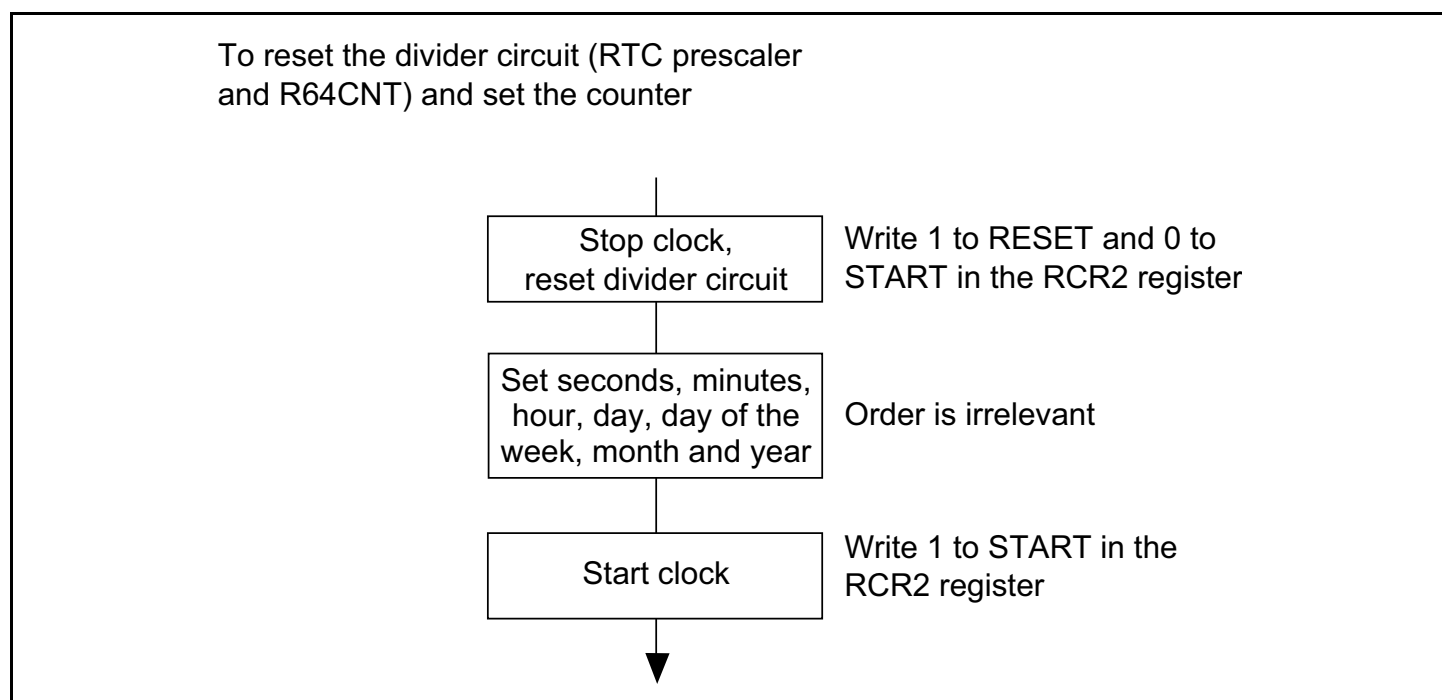 To reset the divider circuit (RTC prescaler
and R64CNT) and set the counter
Stop clock,
reset divider circuit
Write 1 to RESET and 0 to
START in the RCR2 register
Set seconds, minutes,
hour, day, day of the
week, month and year
Order is irrelevant
Start clock
Write 1 to START in the
RCR2 register